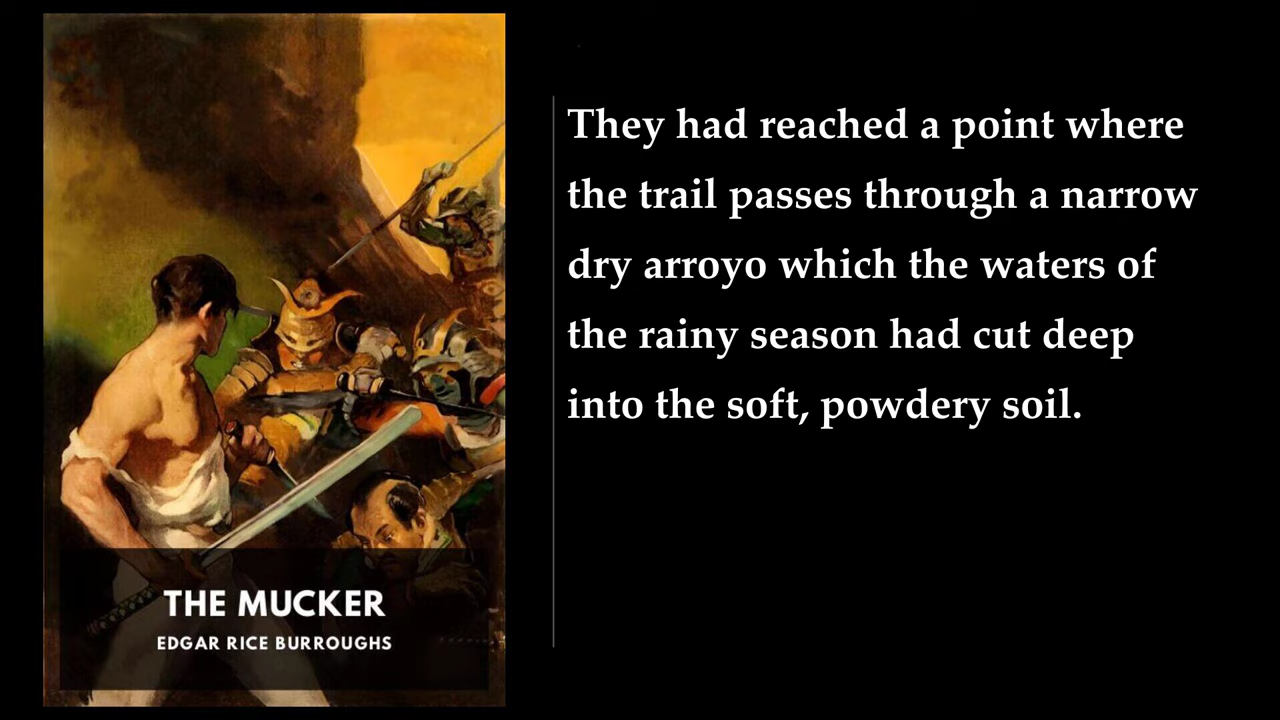 THE MUCKER
EDGAR RICE BURROUGHS
They had reached a point where
the trail passes through a narrow
dry arroyo which the waters of
the rainy season had cut deep
into the soft, powdery soil.